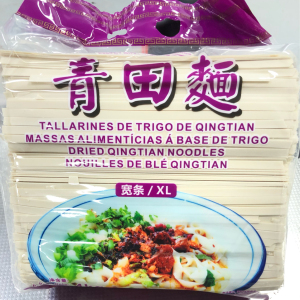 青田麵
TALLARINES DE TRIGO DE QINGTIAN
MASSAS ALIMENTÍCIAS Á BASE DE TRIGO
DRIED QINGTIAN NOODLES
NOUILLES DE BLÉ QINGTIAN
宽条/XL